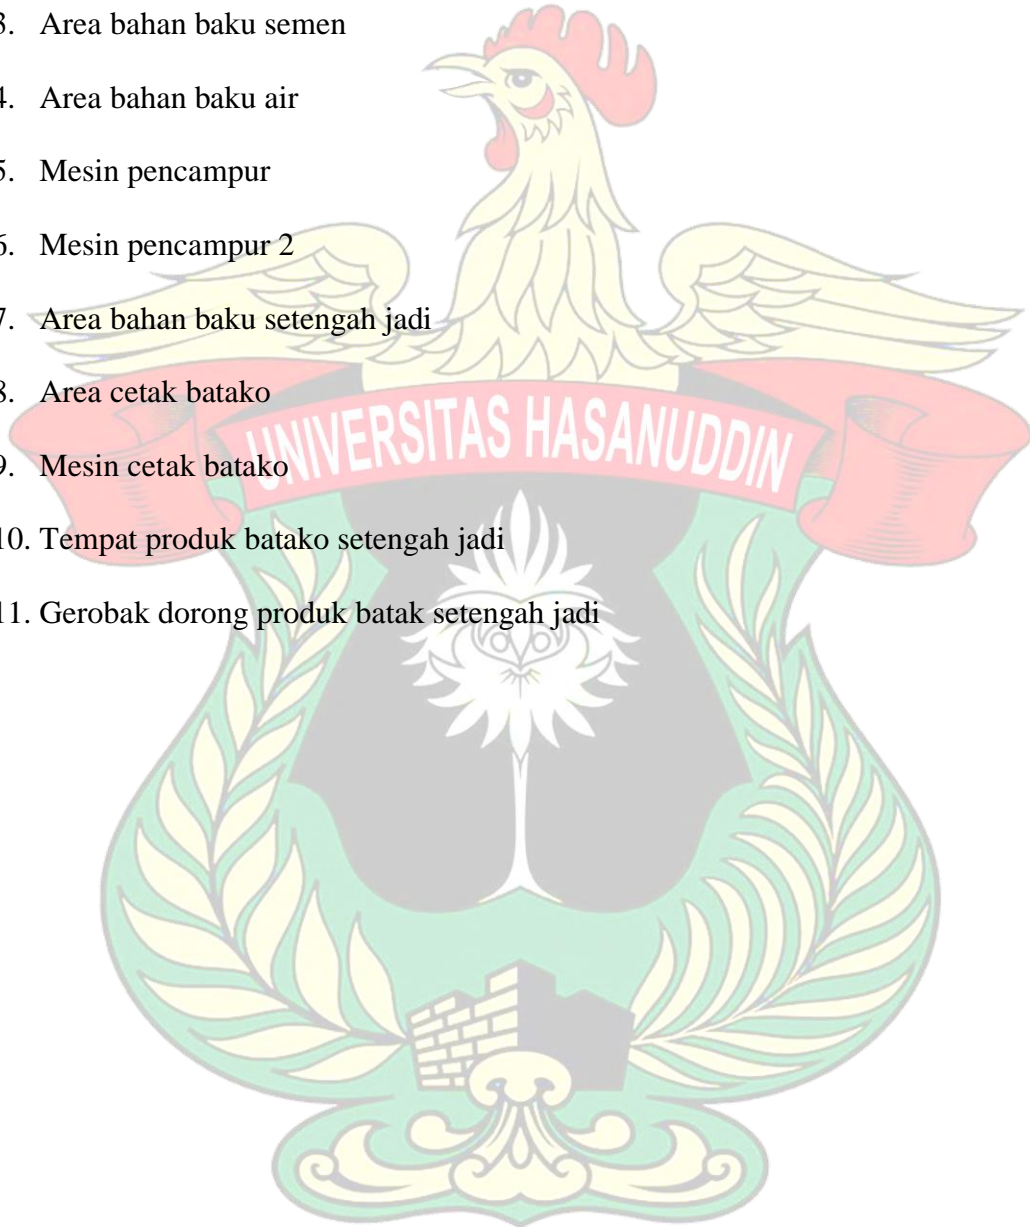 3. Area bahan baku semen
4. Area bahan baku air
5. Mesin pencampur
6. Mesin pencampur 2
7. Area bahan baku setengah jadi
8. Area cetak batako
UNIVERSITAS HASANUDDIN
9. Mesin cetak batako
10. Tempat produk batako setengah jadi
11. Gerobak dorong produk batak setengah jadi